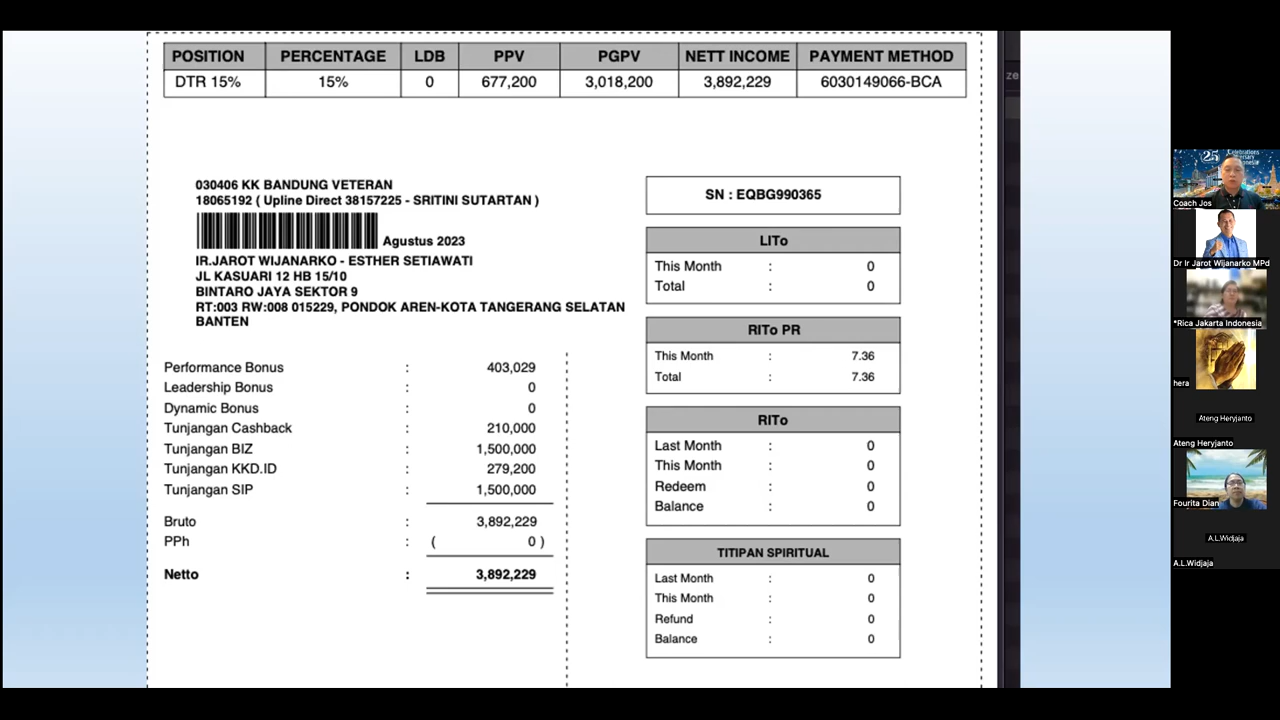 POSITION PERCENTAGE LDB PPV PGPV NETT INCOME PAYMENT METHOD
DTR 15% 15% 0 677,200 3,018,200 3,892,229 6030149066-BCA
030406 KK BANDUNG VETERAN
18065192 ( Upline Direct 38157225 - SRITINI SUTARTAN )
Agustus 2023
IR.JAROT WIJANARKO - ESTHER SETIAWATI
JL KASUARI 12 HB 15/10
BINTARO JAYA SEKTOR 9
RT:003 RW:008 015229, PONDOK AREN-KOTA TANGERANG SELATAN
BANTEN
Performance Bonus : 403,029
Leadership Bonus : 0
Dynamic Bonus : 0
Tunjangan Cashback : 210,000
Tunjangan BIZ : 1,500,000
Tunjangan KKD.ID : 279,200
Tunjangan SIP : 1,500,000
Bruto : 3,892,229
PPh : ( 0 )
Netto : 3,892,229
SN : EQBG990365
LITo
This Month : 0
Total : 0
RITo PR
This Month : 7.36
Total : 7.36
RITo
Last Month : 0
This Month : 0
Redeem : 0
Balance : 0
TITIPAN SPIRITUAL
Last Month : 0
This Month : 0
Refund : 0
Balance : 0
ze
25
Celebrations
Coach Jos
Dr Ir Jarot Wijanarko MPd
*Rica Jakarta Indonesia
hera
Ateng Heryjanto
Ateng Heryjanto
Fourita Dian
A.L.Widjaja
A.L.Widjaja